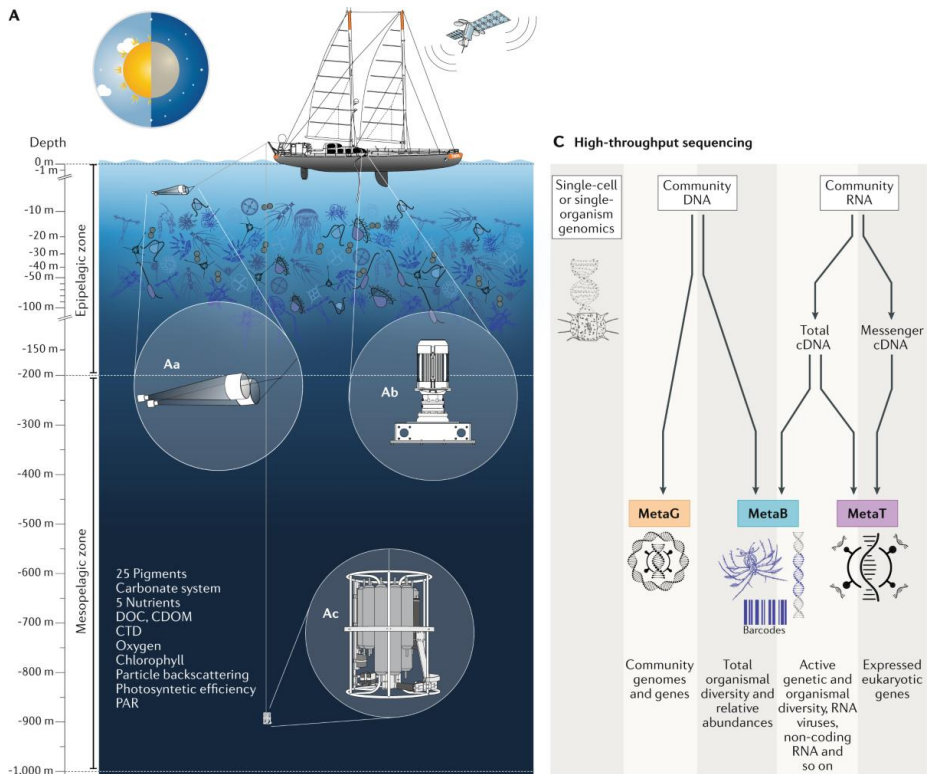 A
Depth
0 m
-1 m
-10 m
-20 m
-30 m
-40 m
-50 m
-100 m
-150 m
-200 m
-300 m
-400 m
-500 m
-600 m
-700 m
-800 m
-900 m
-1,000 m
Epipelagic zone
Mesopelagic zone
Aa
Ab
Ac
25 Pigments
Carbonate system
5 Nutrients
DOC, CDOM
CTD
Oxygen
Chlorophyll
Particle backscattering
Photosyntetic efficiency
PAR
C High-throughput sequencing
Single-cell
or single-
organism
genomics
Community
DNA
Community
RNA
Total
cDNA
Messenger
cDNA
MetaG
MetaB
MetaT
Barcodes
Community
genomes
and genes
Total
organismal
diversity and
relative
abundances
Active
genetic and
organismal
diversity, RNA
viruses,
non-coding
RNA and
so on
Expressed
eukaryotic
genes